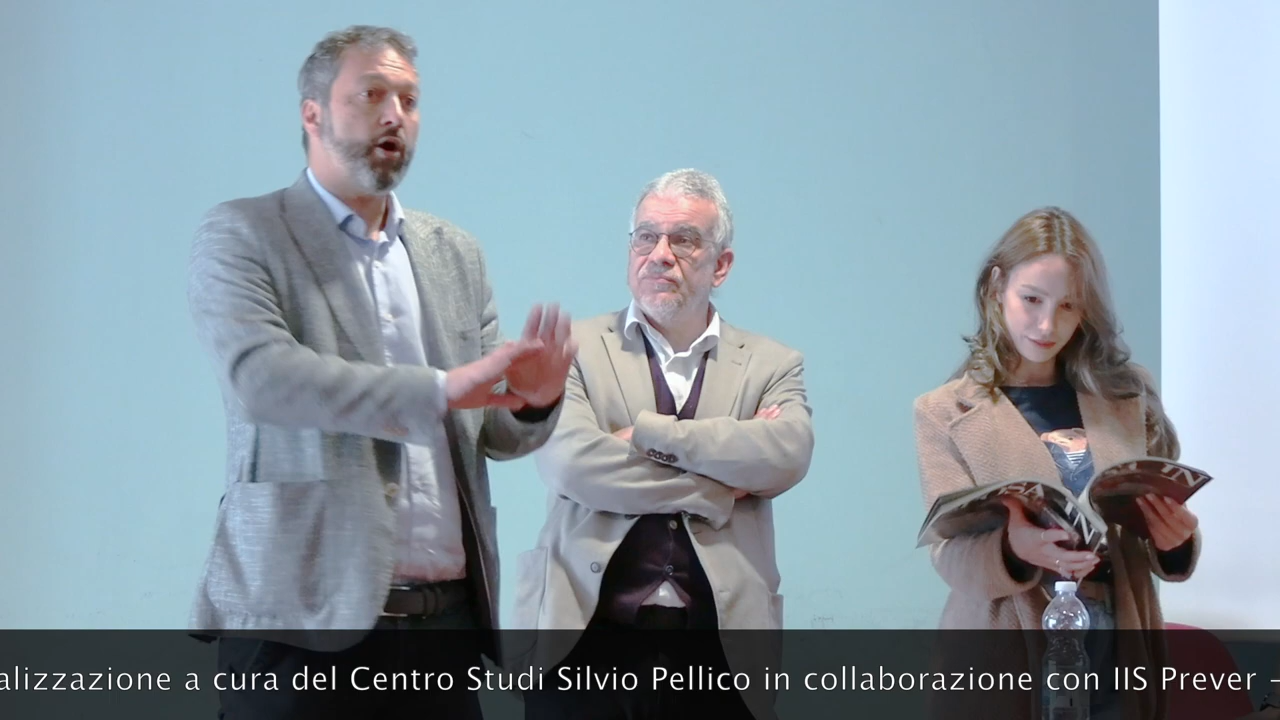 alizzazione a cura del Centro Studi Silvio Pellico in collaborazione con IIS Prever -